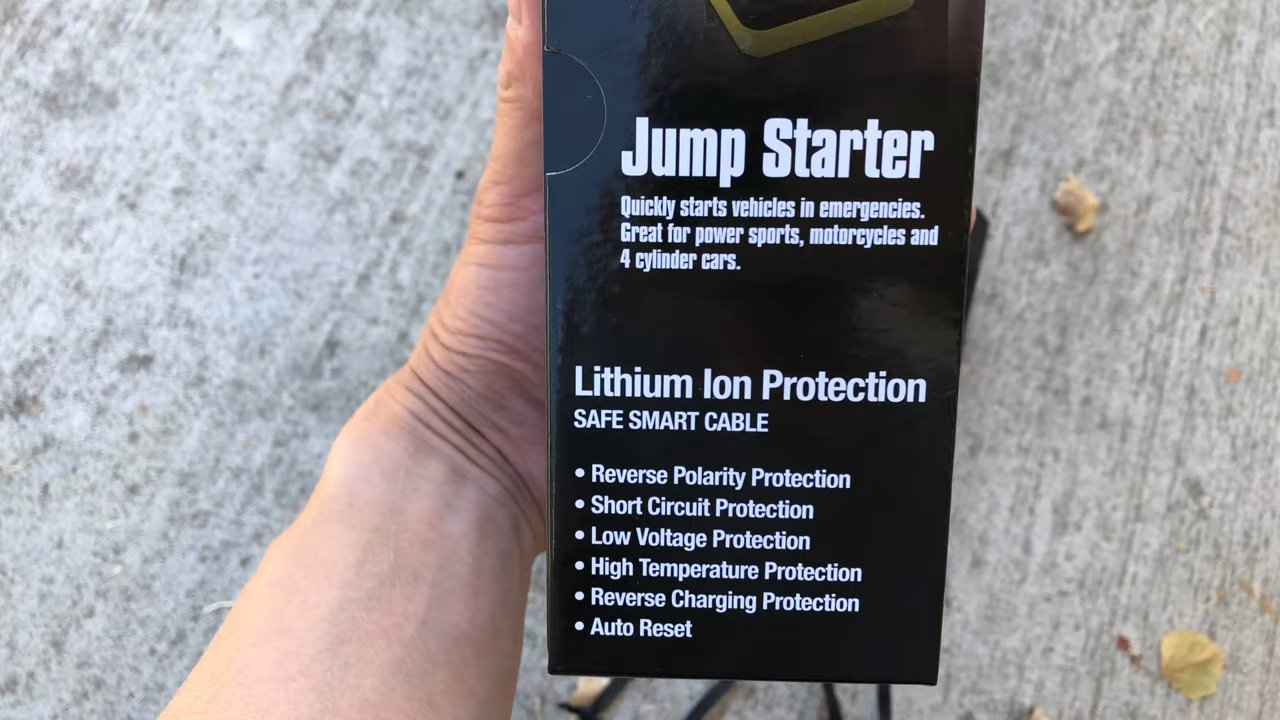 Jump Starter
Quickly starts vehicles in emergencies.
Great for power sports, motorcycles and
4 cylinder cars.
Lithium Ion Protection
SAFE SMART CABLE
• Reverse Polarity Protection
• Short Circuit Protection
• Low Voltage Protection
• High Temperature Protection
• Reverse Charging Protection
• Auto Reset